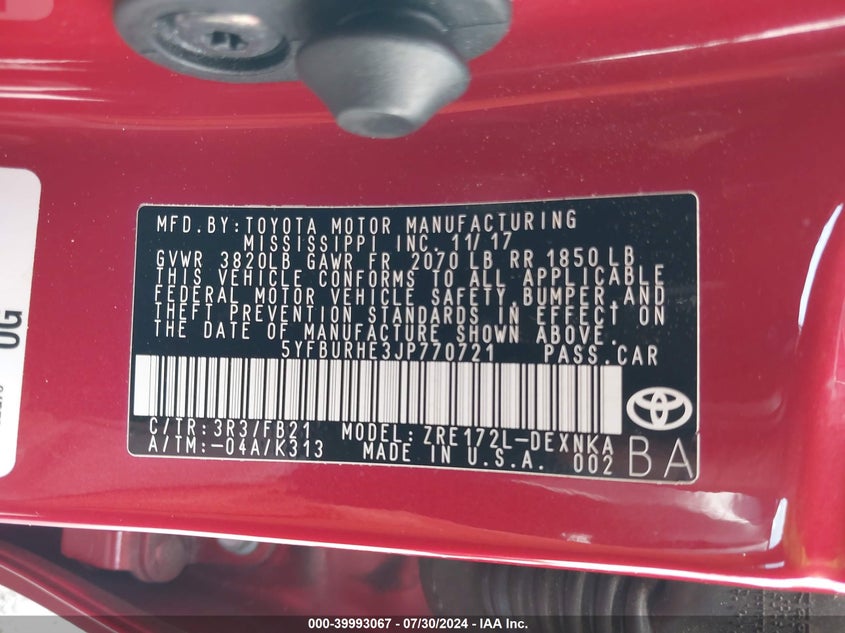 MFD. BY: TOYOTA MOTOR MANUFACTURING
MISSISSIPPI INC. 11/17
GVWR 3820LB GAWR FR 2070 LB RR 1850 LB
THIS VEHICLE CONFORMS TO ALL APPLICABLE
FEDERAL MOTOR VEHICLE SAFETY, BUMPER, AND
THEFT PREVENTION STANDARDS IN EFFECT ON
THE DATE OF MANUFACTURE SHOWN ABOVE.
5YFBURHE3JP770721 PASS. CAR
C/TR: 3R3/FB21 MODEL: ZRE172L-DEXNKA
A/TM: -04A/K313 MADE IN U.S.A. 002
BA
OG
000-39993067 - 07/30/2024 - IAA Inc.